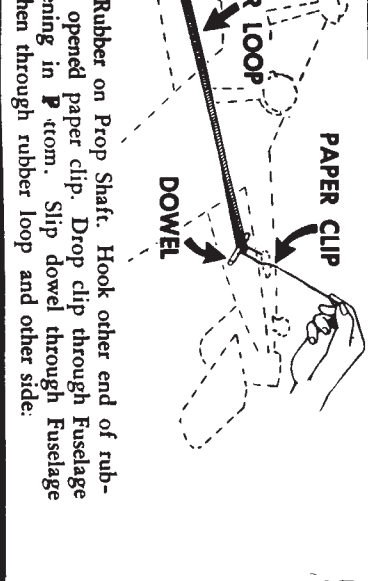 R LOOP
PAPER CLIP
DOWEL
Rubber on Prop Shaft. Hook other end of rub-
opened paper clip. Drop clip through Fuselage
ening in ttom. Slip dowel through Fuselage
hen through rubber loop and other side: